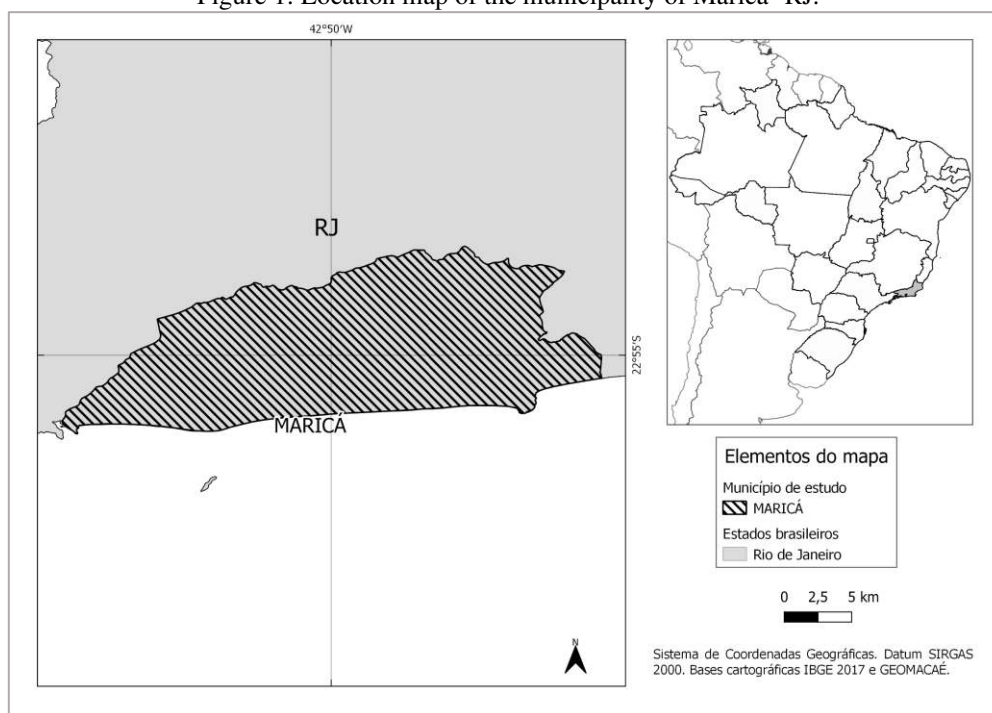 Figure 1: Location map of the municipality of Maricá- RJ.
42°50
RJ
22°55'S
MARICÁ
N
Elementos do mapa
Município de estudo
MARICÁ
Estados brasileiros
Rio de Janeiro
0 2,5 5 km
Sistema de Coordenadas Geográficas. Datum SIRGAS
2000. Bases cartográficas IBGE 2017 e GEOMACAÉ.